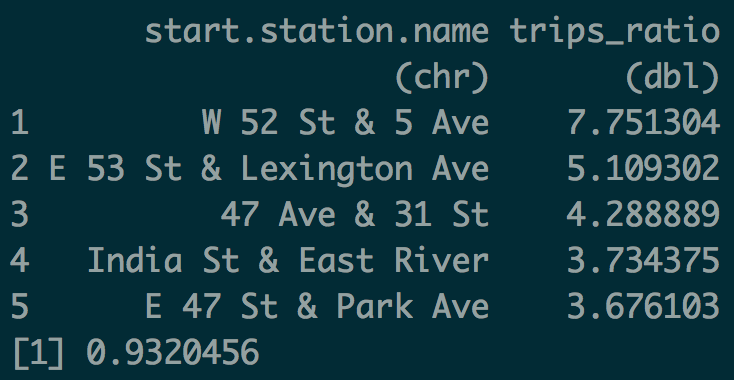 start.station.name trips_ratio
(chr) (dbl)
1 W 52 St & 5 Ave 7.751304
2 E 53 St & Lexington Ave 5.109302
3 47 Ave & 31 St 4.288889
4 India St & East River 3.734375
5 E 47 St & Park Ave 3.676103
[1] 0.9320456